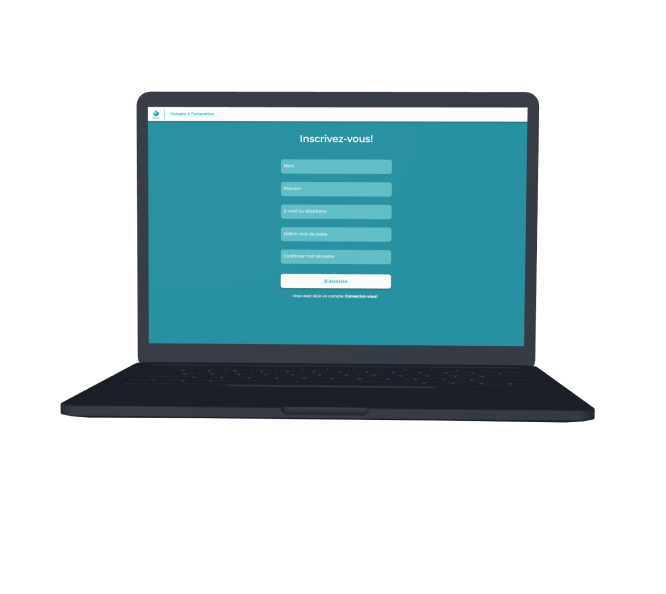 Compte & Facturation
Inscrivez-vous!
Nom
Prénom
E-mail ou téléphone
Définir mot de passe
Confirmer mot de passe
S'inscrire
Vous avez déjà un compte, Connectez-vous!